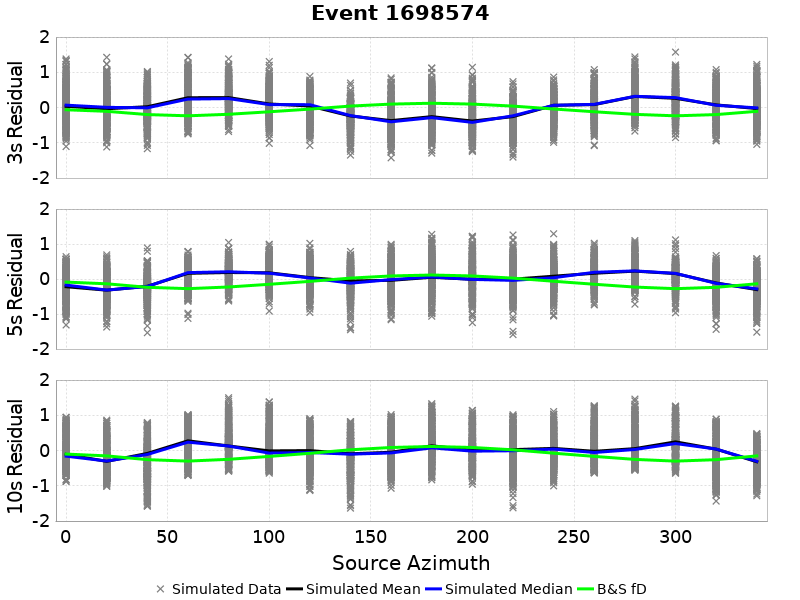 Event 1698574
3s Residual
2
1
0
-1
-2
5s Residual
2
1
0
-1
-2
10s Residual
2
1
0
-1
-2
0 50 100 150 200 250 300
Source Azimuth
Simulated Data Simulated Mean Simulated Median B&S fD